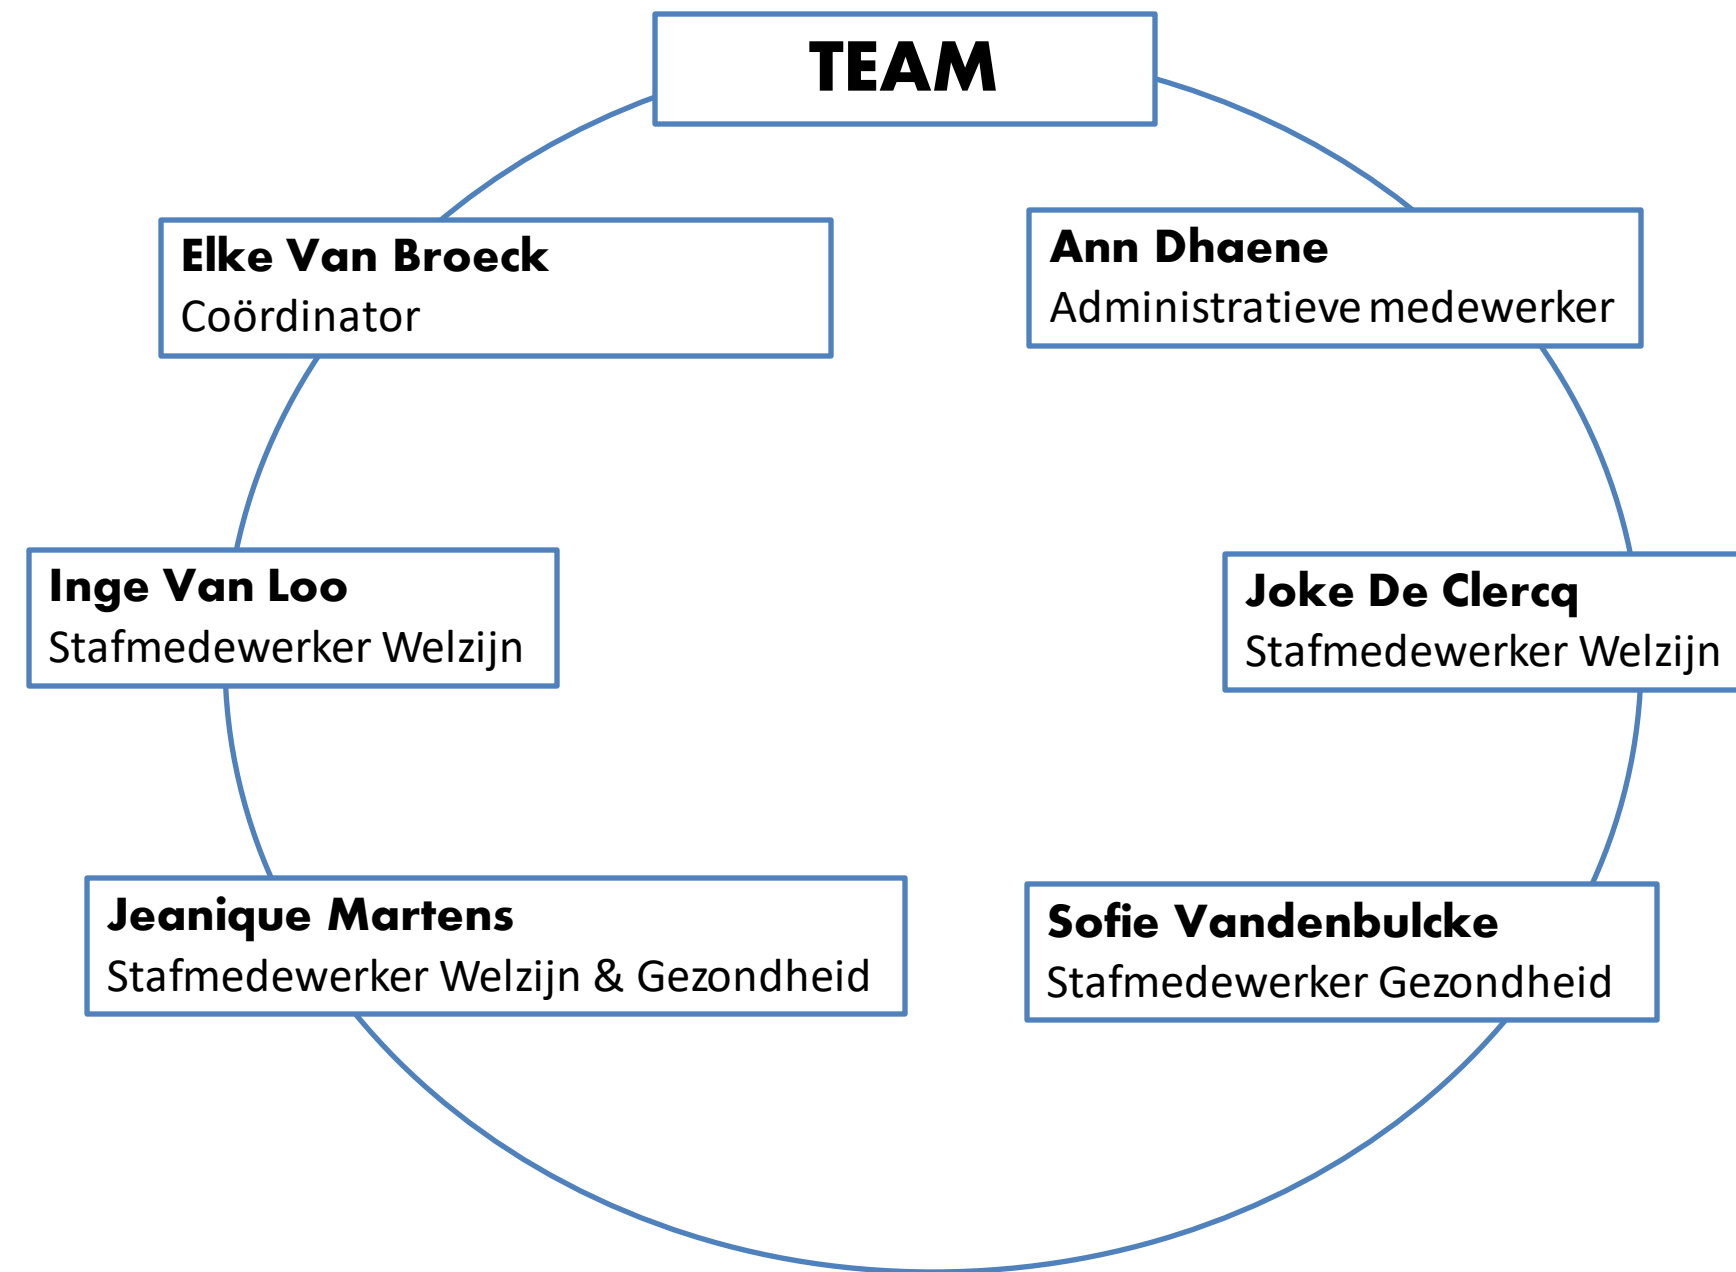 TEAM
Elke Van Broeck
Coördinator
Ann Dhaene
Administratieve medewerker
Inge Van Loo
Stafmedewerker Welzijn
Joke De Clercq
Stafmedewerker Welzijn
Jeanique Martens
Stafmedewerker Welzijn & Gezondheid
Sofie Vandenbulcke
Stafmedewerker Gezondheid